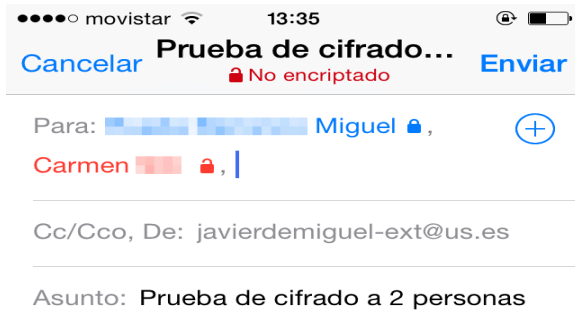 movistar 13:35
Prueba de cifrado...
Cancelar No encriptado Enviar
Para: Miguel ,
Carmen ,
Cc/Cco, De: javierdemiguel-ext@us.es
Asunto: Prueba de cifrado a 2 personas